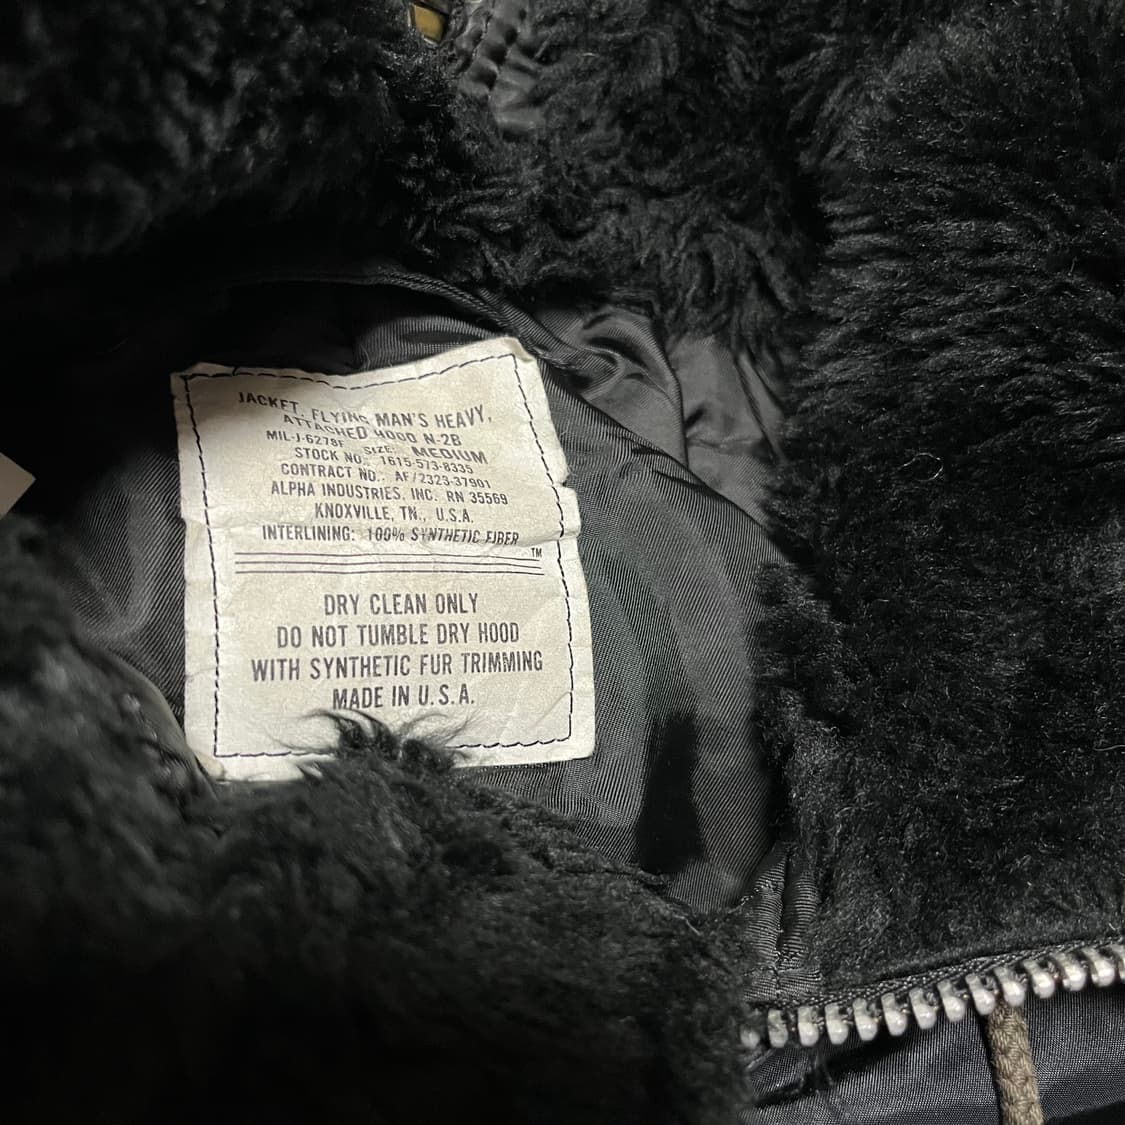 JACKET, FLYING MAN'S HEAVY,
ATTACHED HOOD N-2B
MIL-J-6278F SIZE: MEDIUM
STOCK NO. 1615-573-8335
CONTRACT NO.: AF/2323-37901
ALPHA INDUSTRIES, INC. RN 35569
KNOXVILLE, TN., U.S.A.
INTERLINING: 100% SYNTHETIC FIBER
TM
DRY CLEAN ONLY
DO NOT TUMBLE DRY HOOD
WITH SYNTHETIC FUR TRIMMING
MADE IN U.S.A.